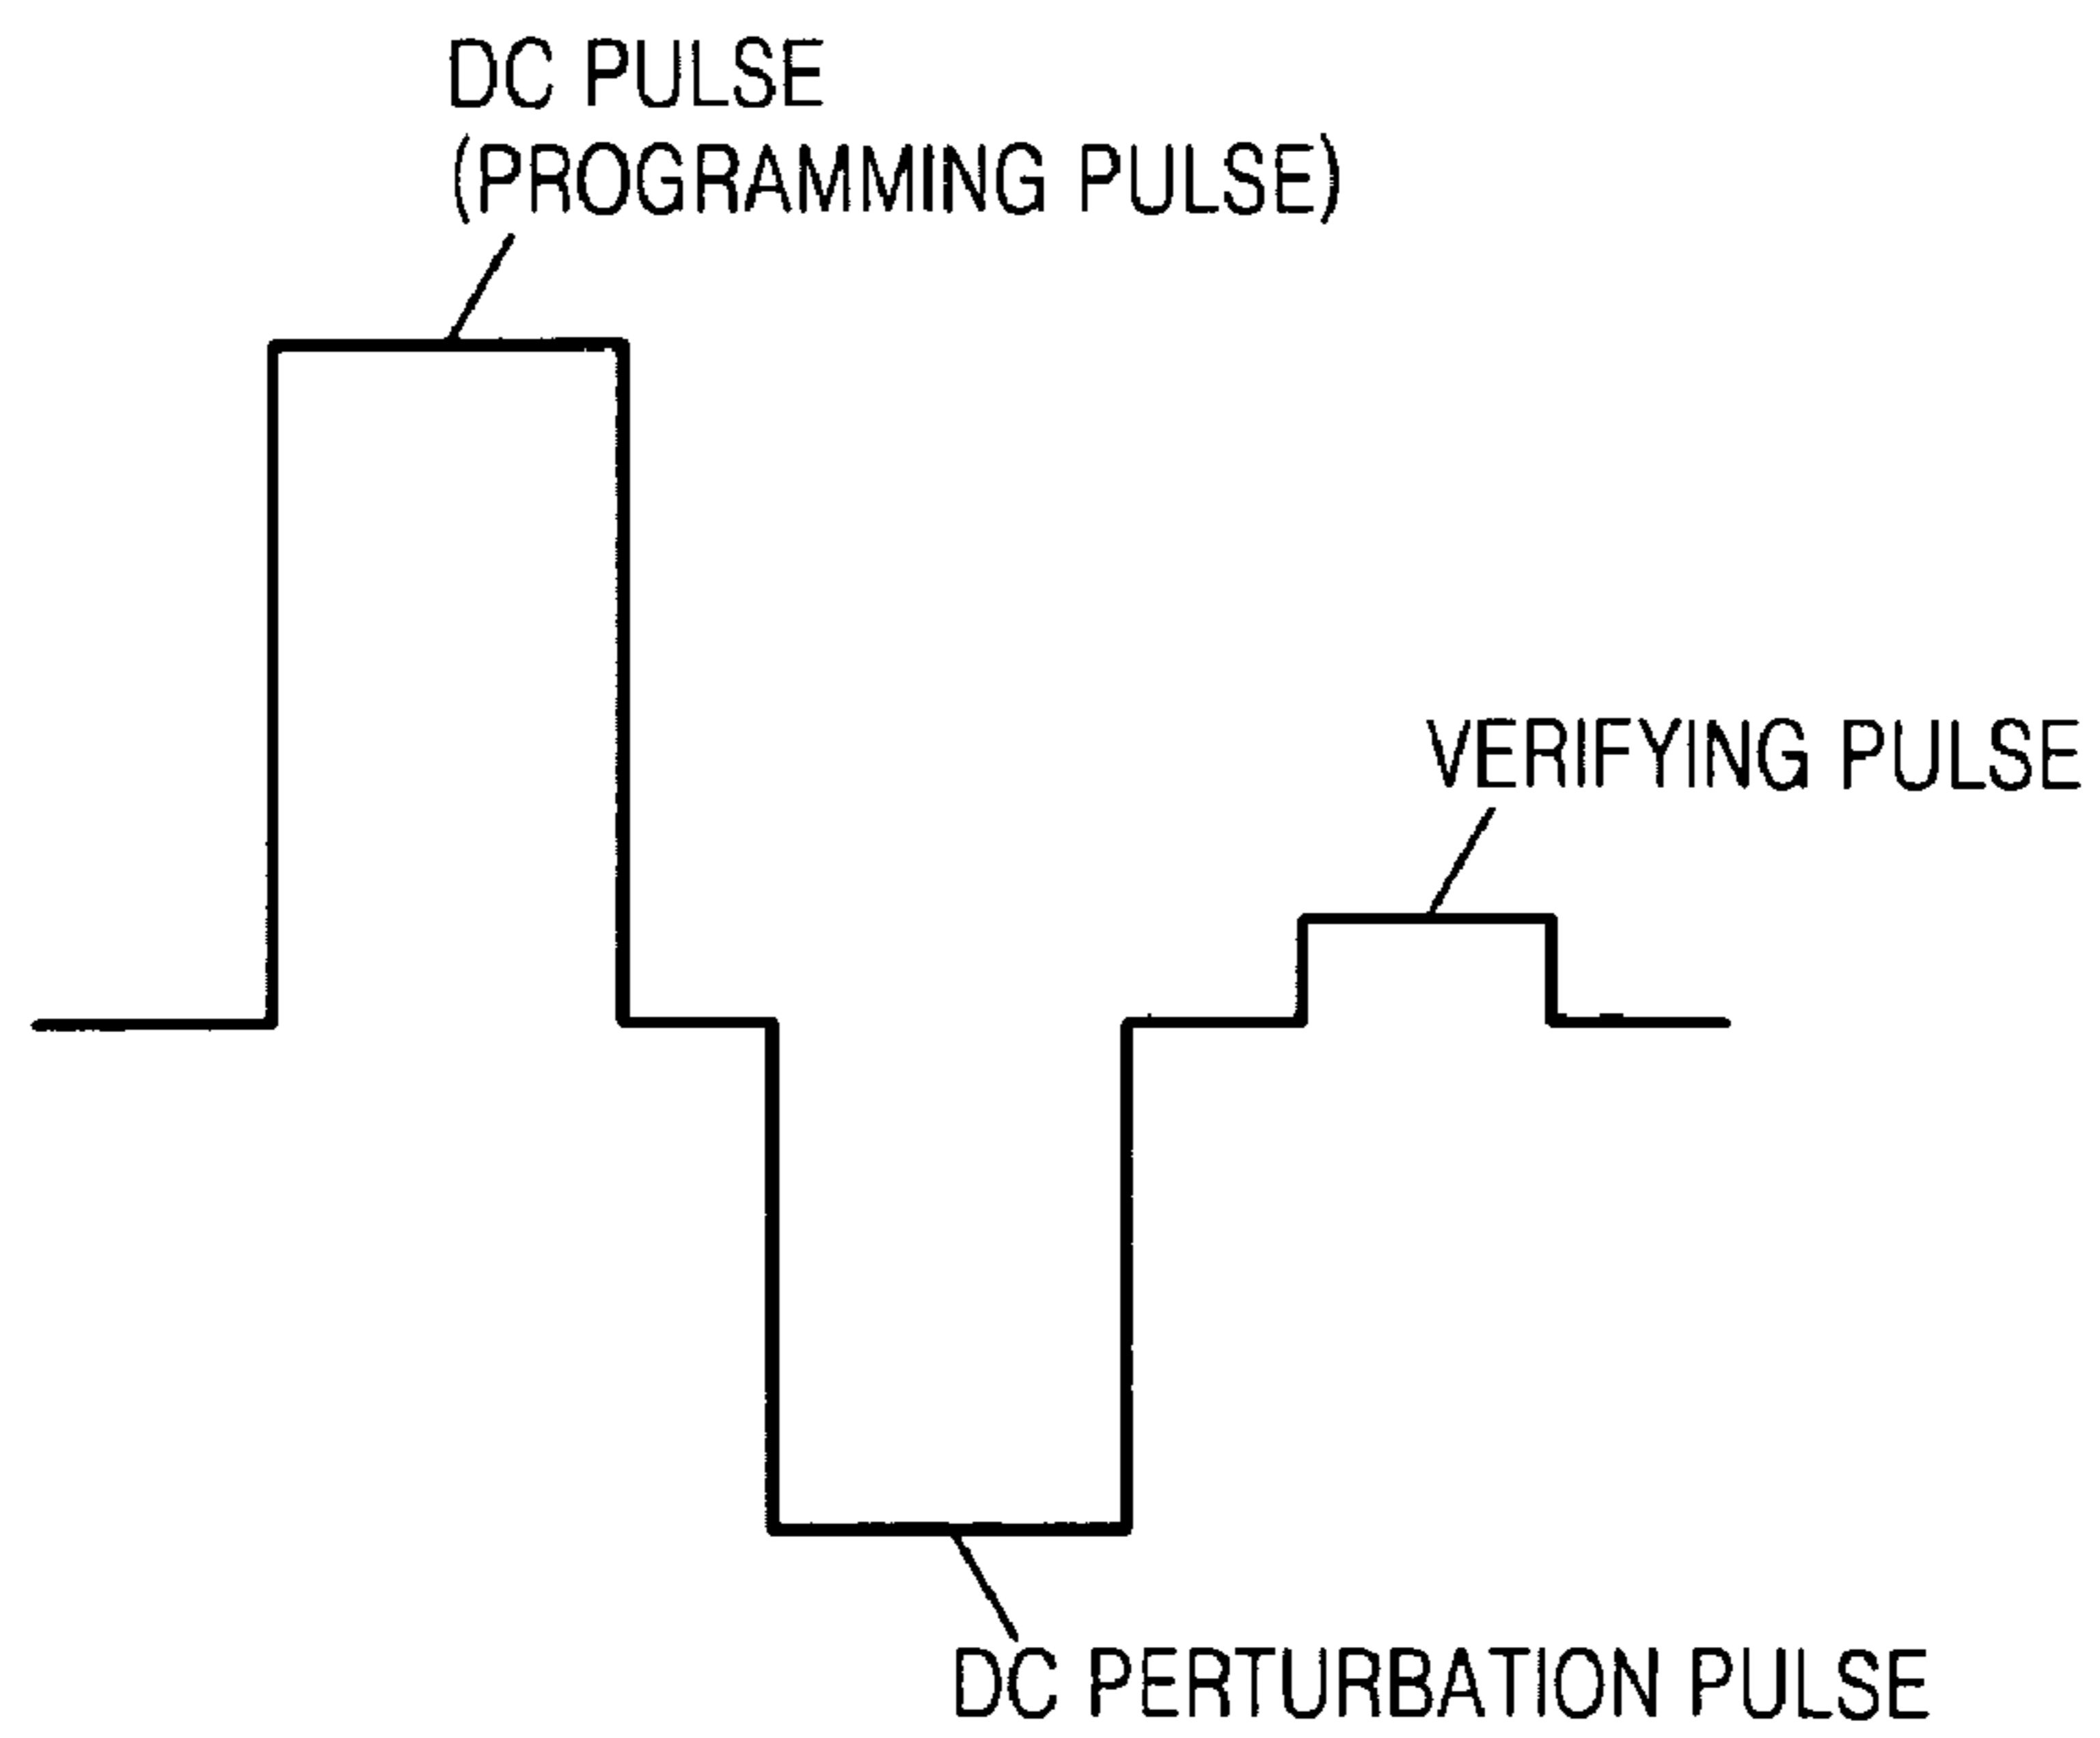 DC PULSE
(PROGRAMMING PULSE)
VERIFYING PULSE
DC PERTURBATION PULSE